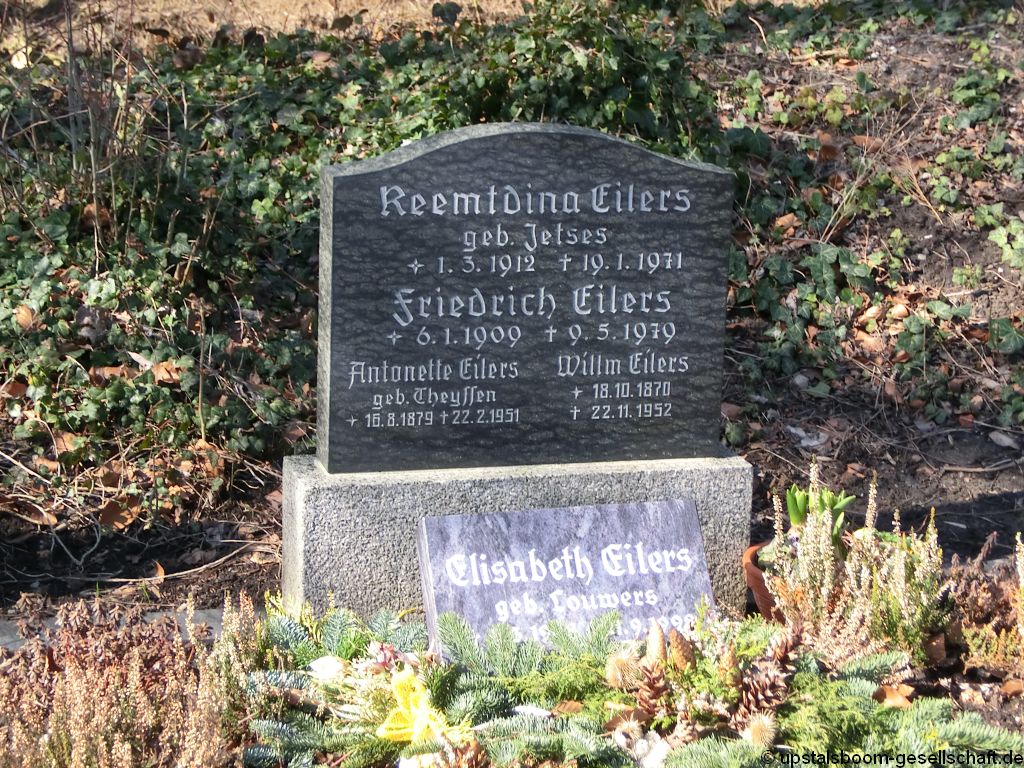 Reemtdina Eilers
geb. Jetses
✦ 1. 3. 1912 † 19. 1. 1971
Friedrich Eilers
✦ 6. 1. 1909 † 9. 5. 1979
Antonette Eilers
geb. Theyssen
✦ 16. 8. 1879 † 22. 2. 1951
Willm Eilers
✦ 18. 10. 1870
† 22. 11. 1952
Elisabeth Eilers
geb. Louwers
© upstalsboom-gesellschaft.de